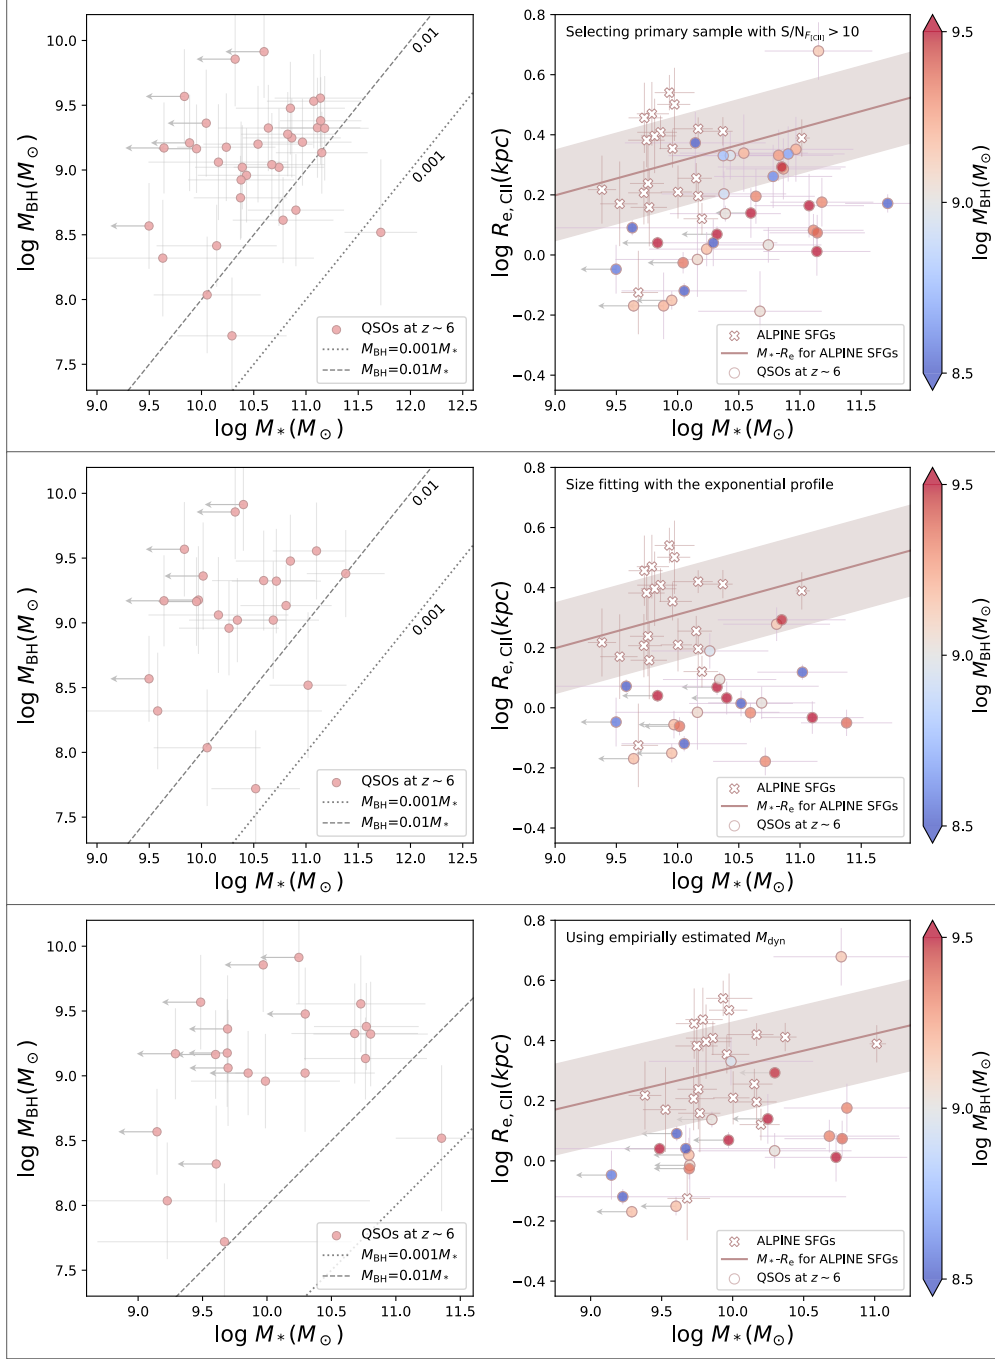 10.0
9.5
9.0
8.5
8.0
7.5
log M_BH(M_⊙)
0.01
0.001
QSOs at z ~ 6
M_BH=0.001M_*
M_BH=0.01M_*
9.0 9.5 10.0 10.5 11.0 11.5 12.0 12.5
log M_*(M_⊙)
0.8
0.6
0.4
0.2
0.0
−0.2
−0.4
log R_e, CII(kpc)
Selecting primary sample with S/N_F_[CII] > 10
ALPINE SFGs
M_*-R_e for ALPINE SFGs
QSOs at z ~ 6
9.0 9.5 10.0 10.5 11.0 11.5
log M_*(M_⊙)
9.5
9.0
8.5
log M_BH(M_⊙)
10.0
9.5
9.0
8.5
8.0
7.5
log M_BH(M_⊙)
0.01
0.001
QSOs at z ~ 6
M_BH=0.001M_*
M_BH=0.01M_*
9.0 9.5 10.0 10.5 11.0 11.5 12.0 12.5
log M_*(M_⊙)
0.8
0.6
0.4
0.2
0.0
−0.2
−0.4
log R_e, CII(kpc)
Size fitting with the exponential profile
ALPINE SFGs
M_*-R_e for ALPINE SFGs
QSOs at z ~ 6
9.0 9.5 10.0 10.5 11.0 11.5
log M_*(M_⊙)
9.5
9.0
8.5
log M_BH(M_⊙)
10.0
9.5
9.0
8.5
8.0
7.5
log M_BH(M_⊙)
QSOs at z ~ 6
M_BH=0.001M_*
M_BH=0.01M_*
9.0 9.5 10.0 10.5 11.0 11.5
log M_*(M_⊙)
0.8
0.6
0.4
0.2
0.0
−0.2
−0.4
log R_e, CII(kpc)
Using empirially estimated M_dyn
ALPINE SFGs
M_*-R_e for ALPINE SFGs
QSOs at z ~ 6
9.0 9.5 10.0 10.5 11.0
log M_*(M_⊙)
9.5
9.0
8.5
log M_BH(M_⊙)